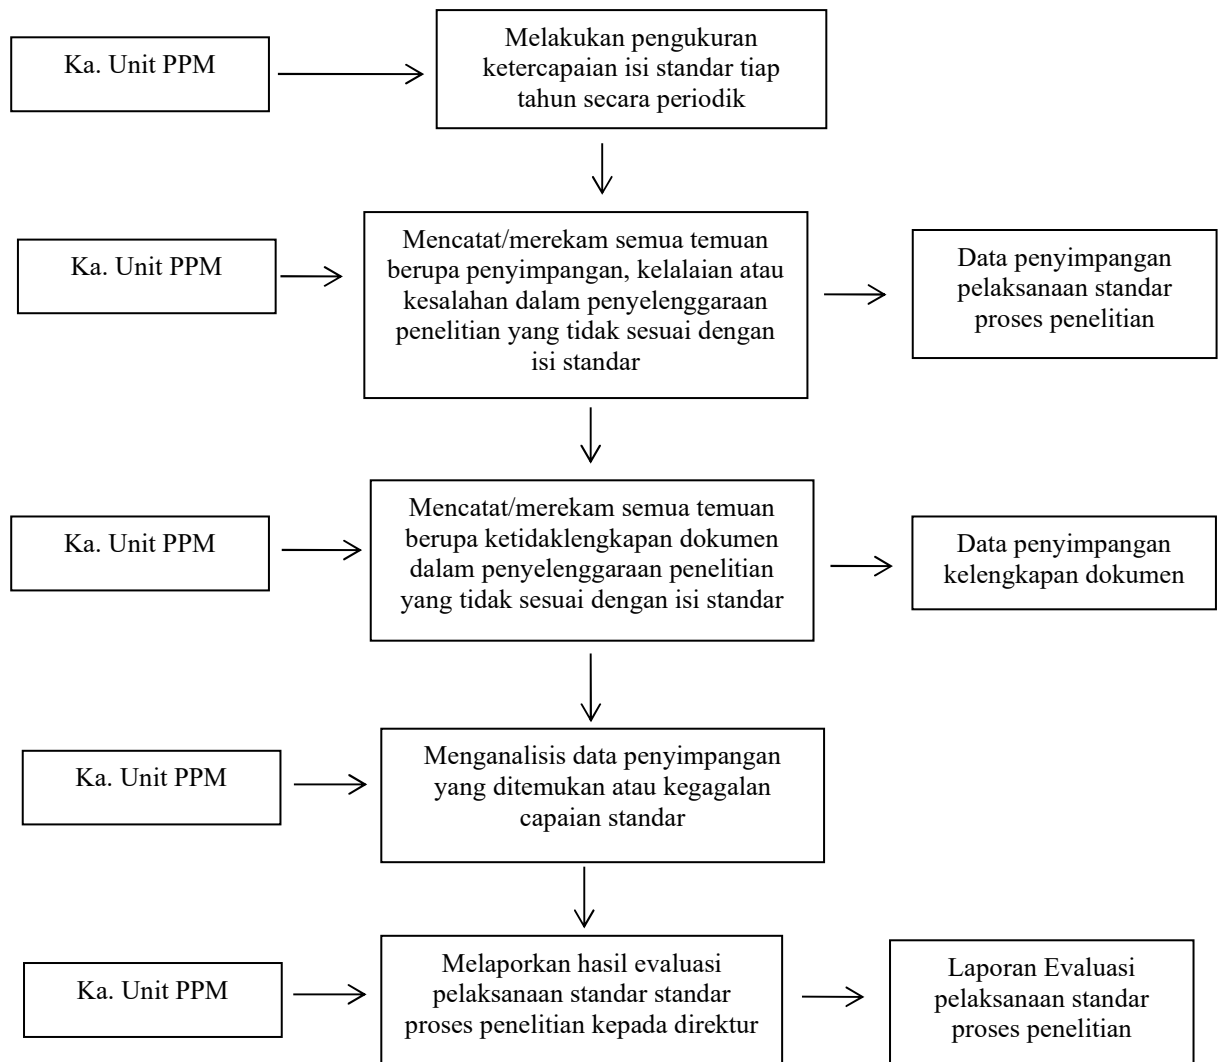 Ka. Unit PPM
Melakukan pengukuran
ketercapaian isi standar tiap
tahun secara periodik
Ka. Unit PPM
Mencatat/merekam semua temuan
berupa penyimpangan, kelalaian atau
kesalahan dalam penyelenggaraan
penelitian yang tidak sesuai dengan
isi standar
Data penyimpangan
pelaksanaan standar
proses penelitian
Ka. Unit PPM
Mencatat/merekam semua temuan
berupa ketidaklengkapan dokumen
dalam penyelenggaraan penelitian
yang tidak sesuai dengan isi standar
Data penyimpangan
kelengkapan dokumen
Ka. Unit PPM
Menganalisis data penyimpangan
yang ditemukan atau kegagalan
capaian standar
Ka. Unit PPM
Melaporkan hasil evaluasi
pelaksanaan standar standar
proses penelitian kepada direktur
Laporan Evaluasi
pelaksanaan standar
proses penelitian